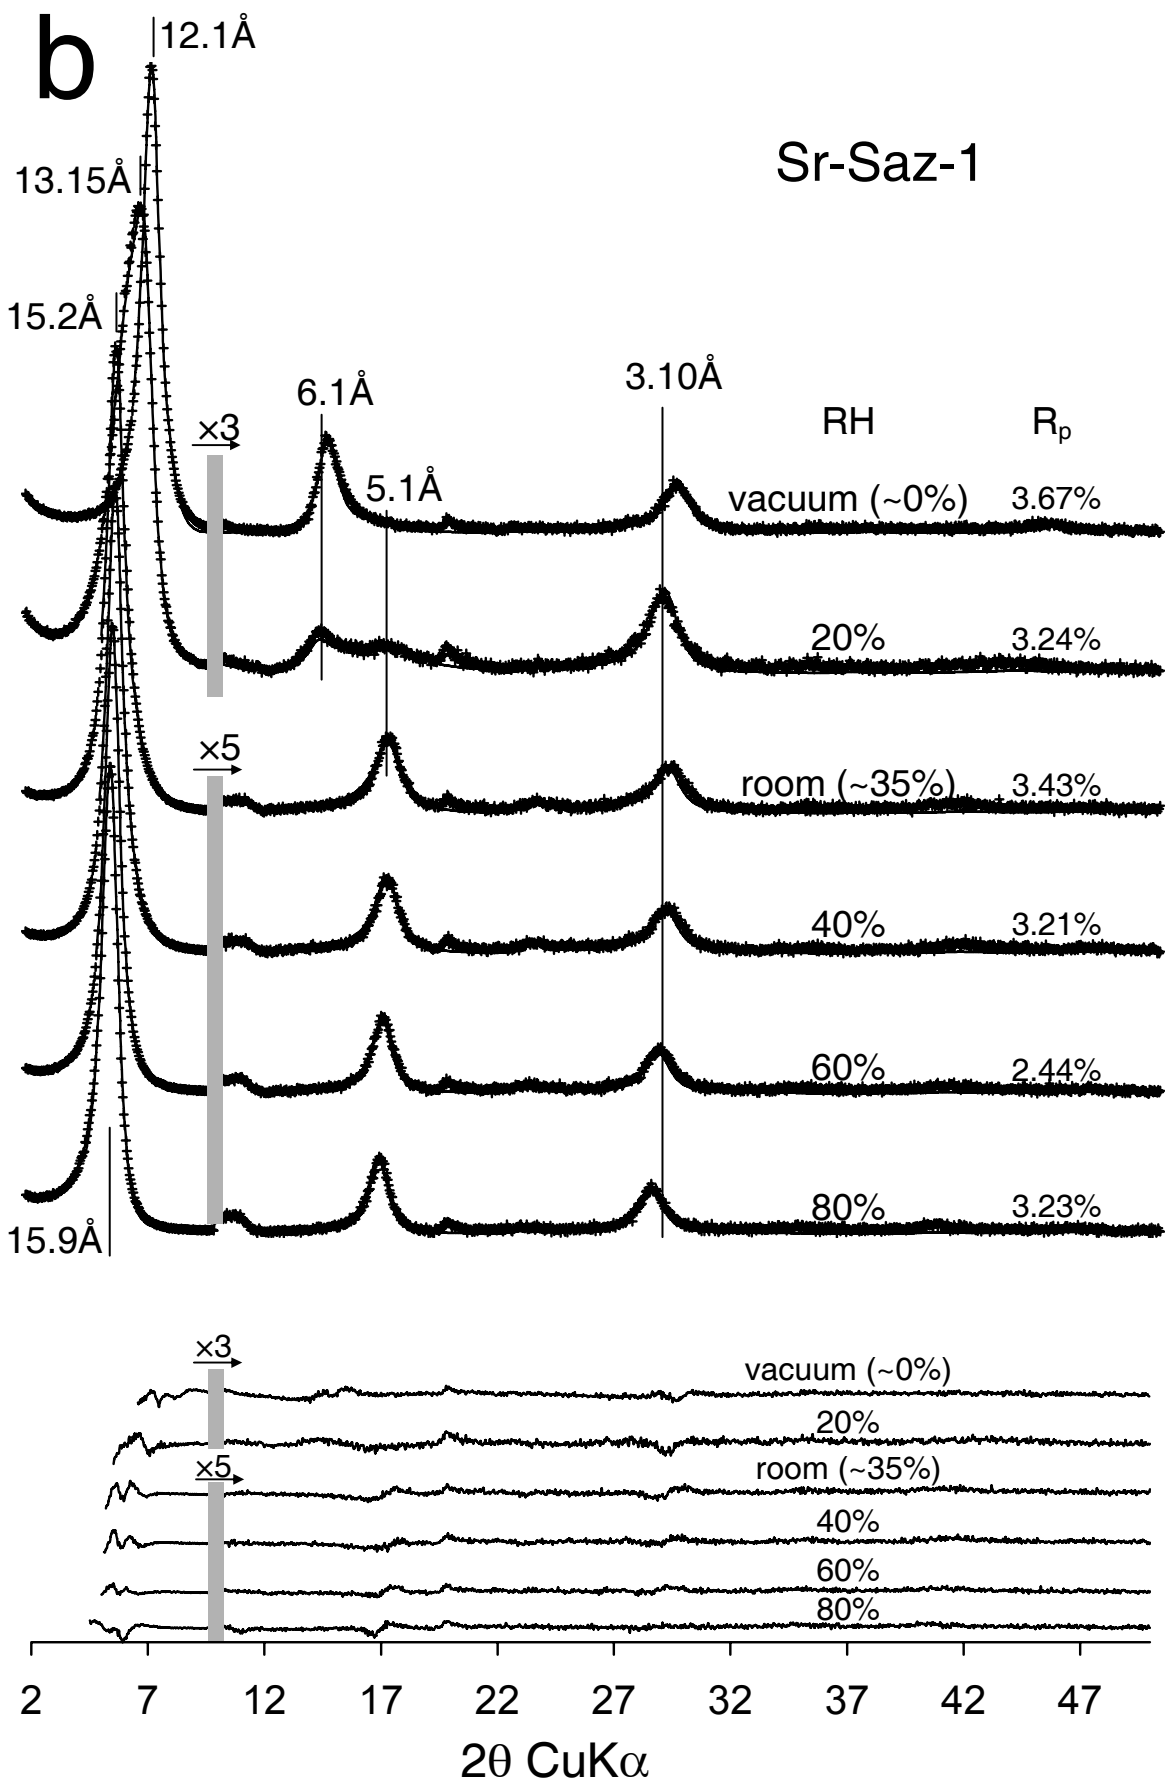 b
12.1Å
Sr-Saz-1
13.15Å
15.2Å
3.10Å
6.1Å
×3
RH Rp
5.1Å
vacuum (~0%) 3.67%
20% 3.24%
×5
room (~35%) 3.43%
40% 3.21%
60% 2.44%
80% 3.23%
15.9Å
×3
vacuum (~0%)
20%
×5
room (~35%)
40%
60%
80%
2 7 12 17 22 27 32 37 42 47
2θ CuKα